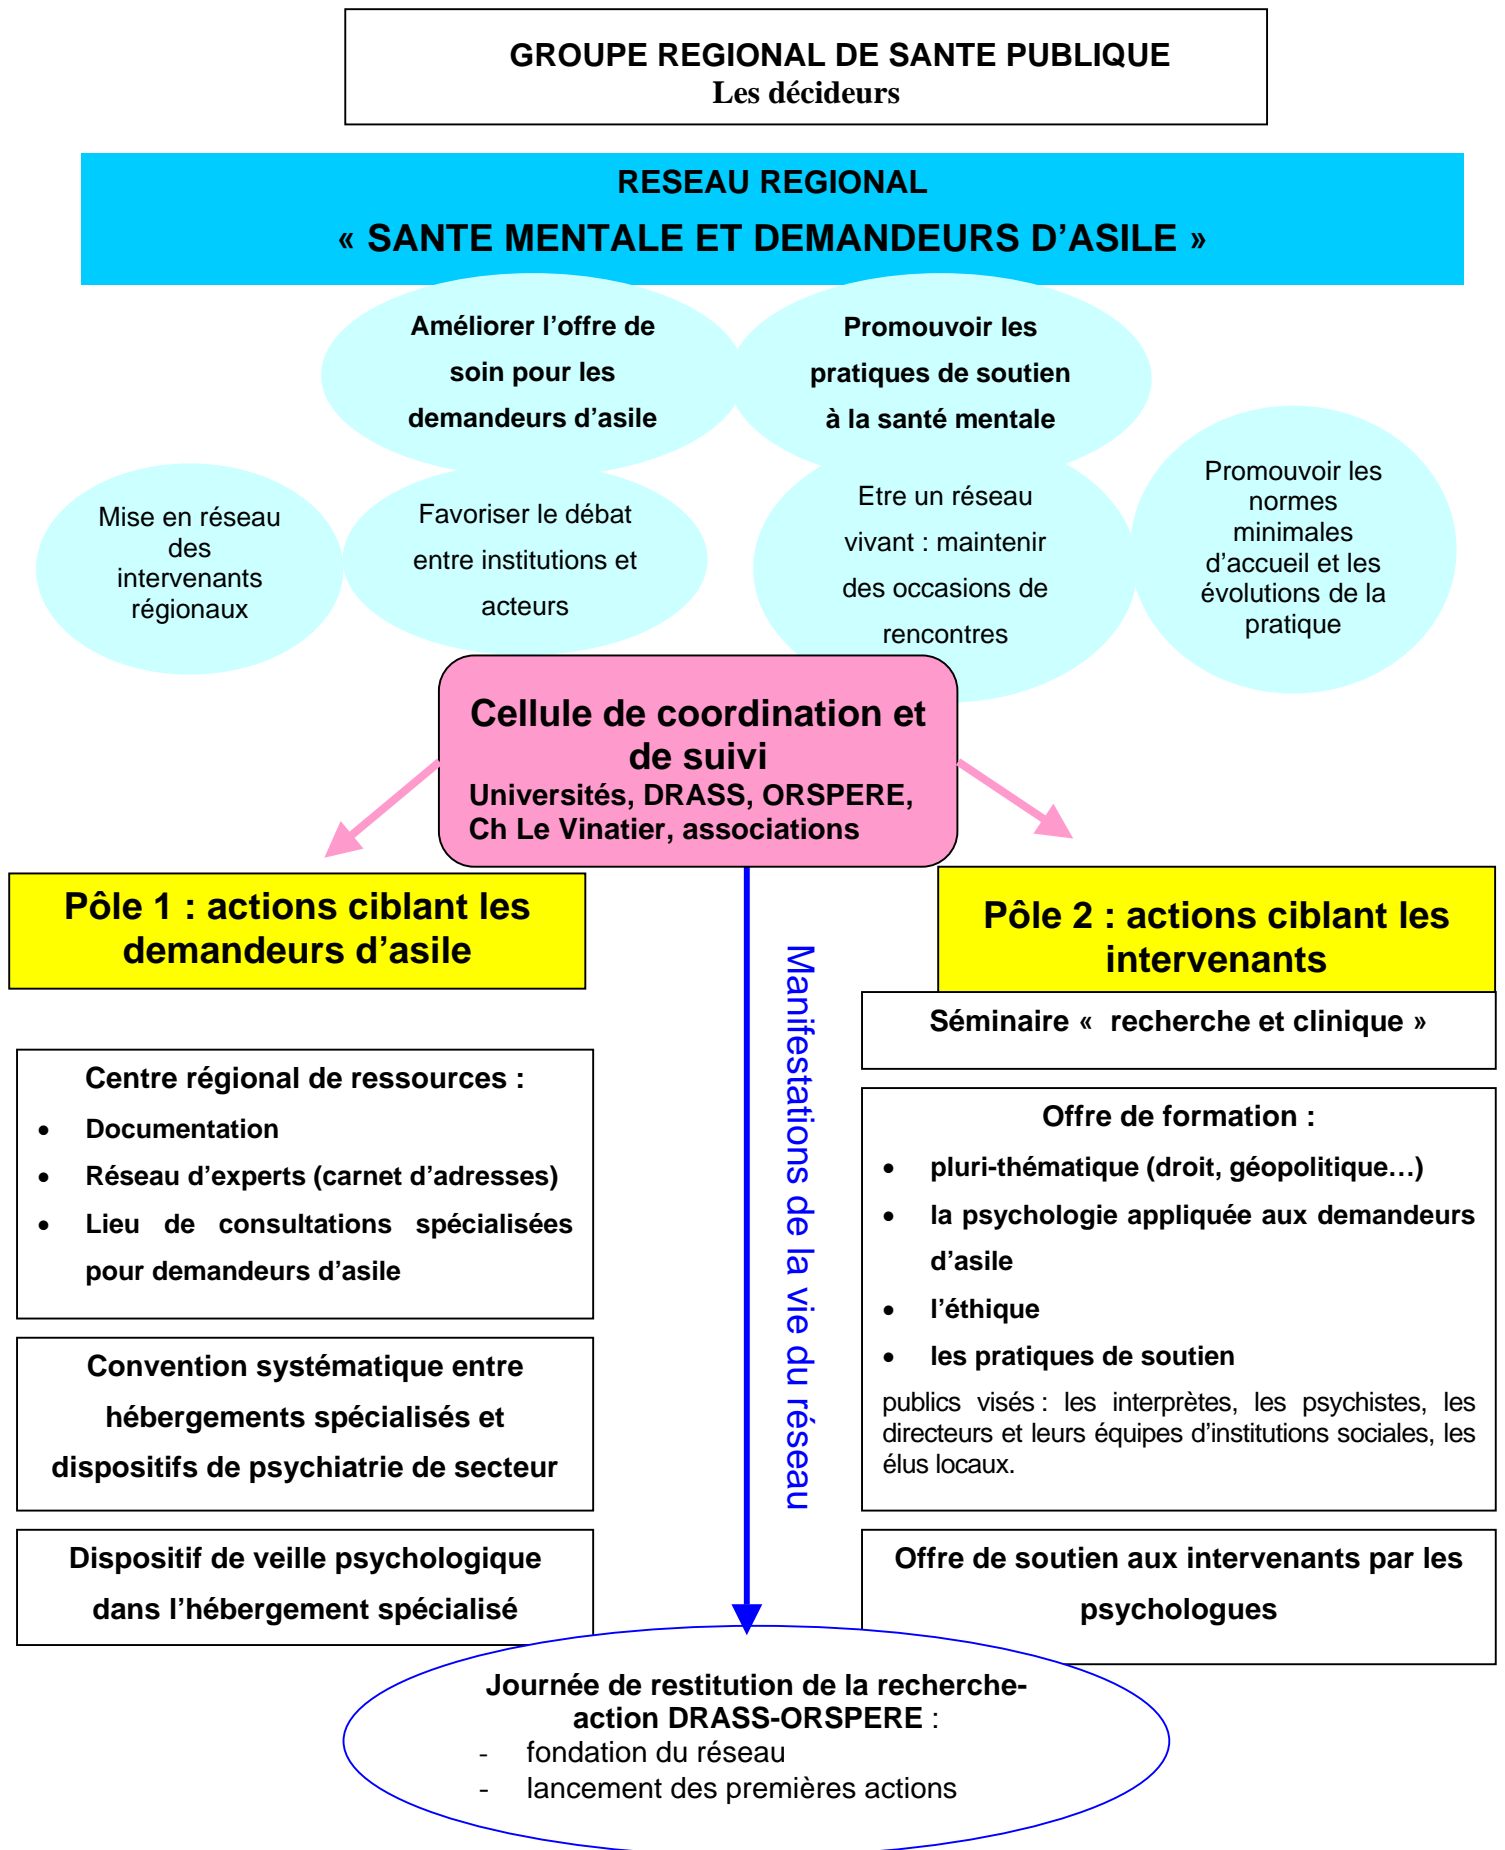 GROUPE REGIONAL DE SANTE PUBLIQUE
Les décideurs
RESEAU REGIONAL
« SANTE MENTALE ET DEMANDEURS D’ASILE »
Améliorer l’offre de
soin pour les
demandeurs d’asile
Promouvoir les
pratiques de soutien
à la santé mentale
Mise en réseau
des
intervenants
régionaux
Favoriser le débat
entre institutions et
acteurs
Etre un réseau
vivant : maintenir
des occasions de
rencontres
Promouvoir les
normes
minimales
d’accueil et les
évolutions de la
pratique
Cellule de coordination et
de suivi
Universités, DRASS, ORSPERE,
Ch Le Vinatier, associations
Pôle 1 : actions ciblant les
demandeurs d’asile
Centre régional de ressources :
• Documentation
• Réseau d’experts (carnet d’adresses)
• Lieu de consultations spécialisées
pour demandeurs d’asile
Convention systématique entre
hébergements spécialisés et
dispositifs de psychiatrie de secteur
Dispositif de veille psychologique
dans l’hébergement spécialisé
Manifestations de la vie du réseau
Pôle 2 : actions ciblant les
intervenants
Séminaire « recherche et clinique »
Offre de formation :
• pluri-thématique (droit, géopolitique…)
• la psychologie appliquée aux demandeurs
d’asile
• l’éthique
• les pratiques de soutien
publics visés : les interprètes, les psychistes, les
directeurs et leurs équipes d’institutions sociales, les
élus locaux.
Offre de soutien aux intervenants par les
psychologues
Journée de restitution de la recherche-
action DRASS-ORSPERE :
- fondation du réseau
- lancement des premières actions